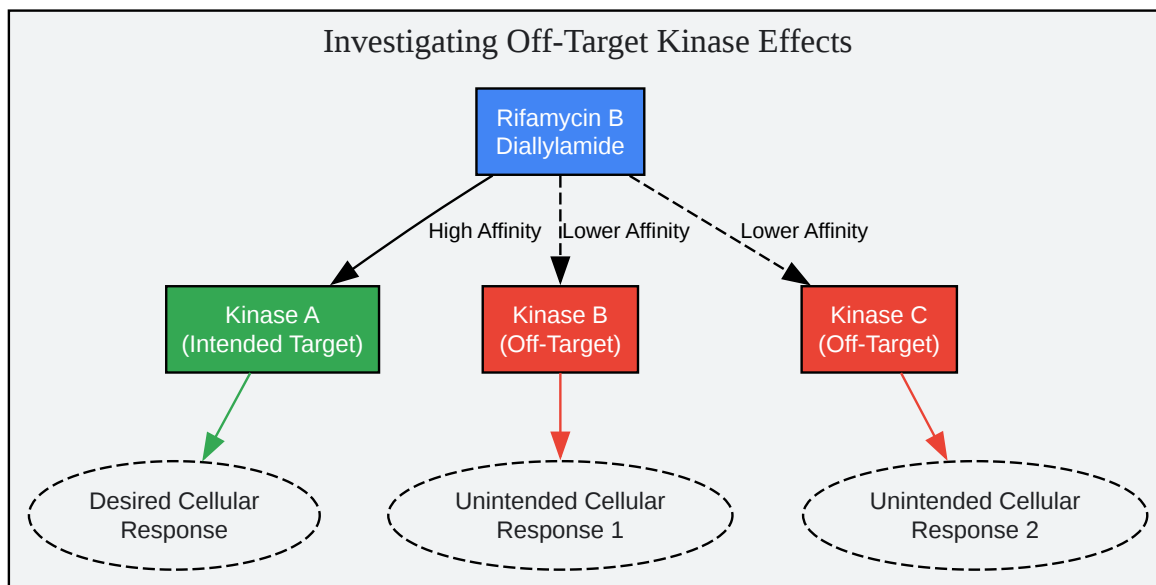 Investigating Off-Target Kinase Effects
Rifamycin B
Diallylamide
High Affinity
Lower Affinity
Lower Affinity
Kinase A
(Intended Target)
Kinase B
(Off-Target)
Kinase C
(Off-Target)
Desired Cellular
Response
Unintended Cellular
Response 1
Unintended Cellular
Response 2